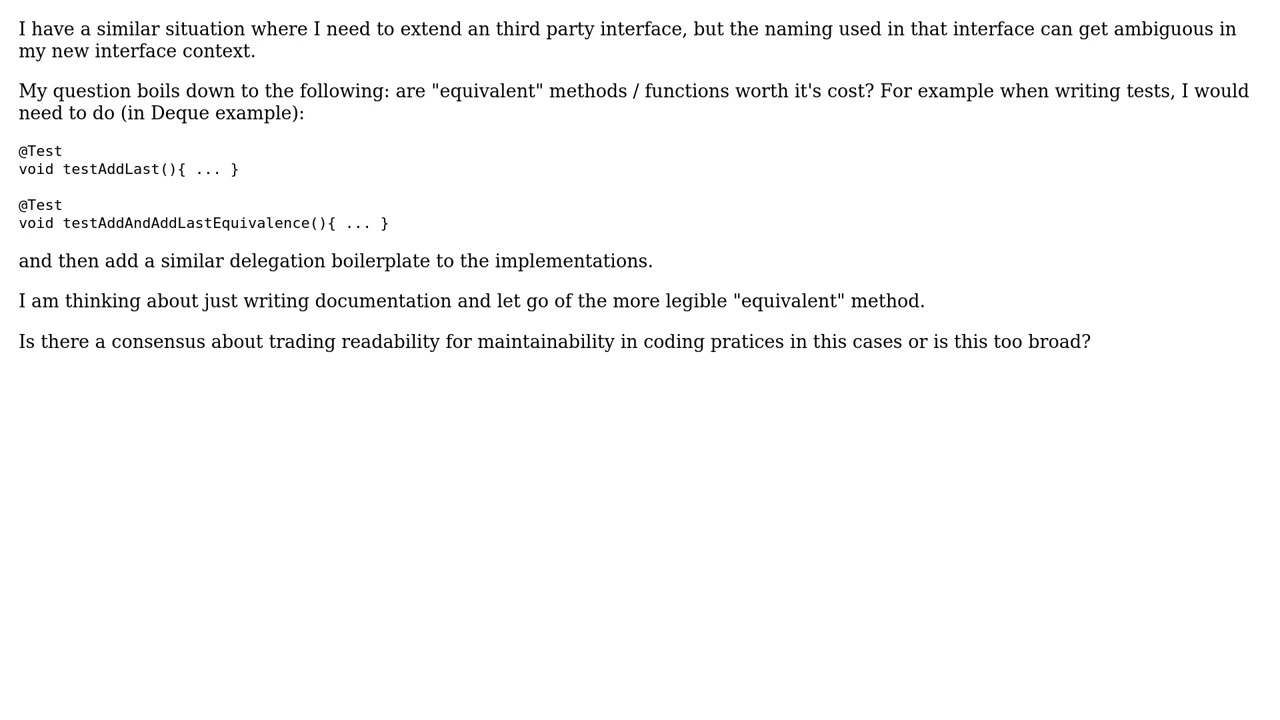 I have a similar situation where I need to extend an third party interface, but the naming used in that interface can get ambiguous in
my new interface context.
My question boils down to the following: are "equivalent" methods / functions worth it's cost? For example when writing tests, I would
need to do (in Deque example):
@Test
void testAddLast(){ ... }
@Test
void testAddAndAddLastEquivalence(){ ... }
and then add a similar delegation boilerplate to the implementations.
I am thinking about just writing documentation and let go of the more legible "equivalent" method.
Is there a consensus about trading readability for maintainability in coding pratices in this cases or is this too broad?